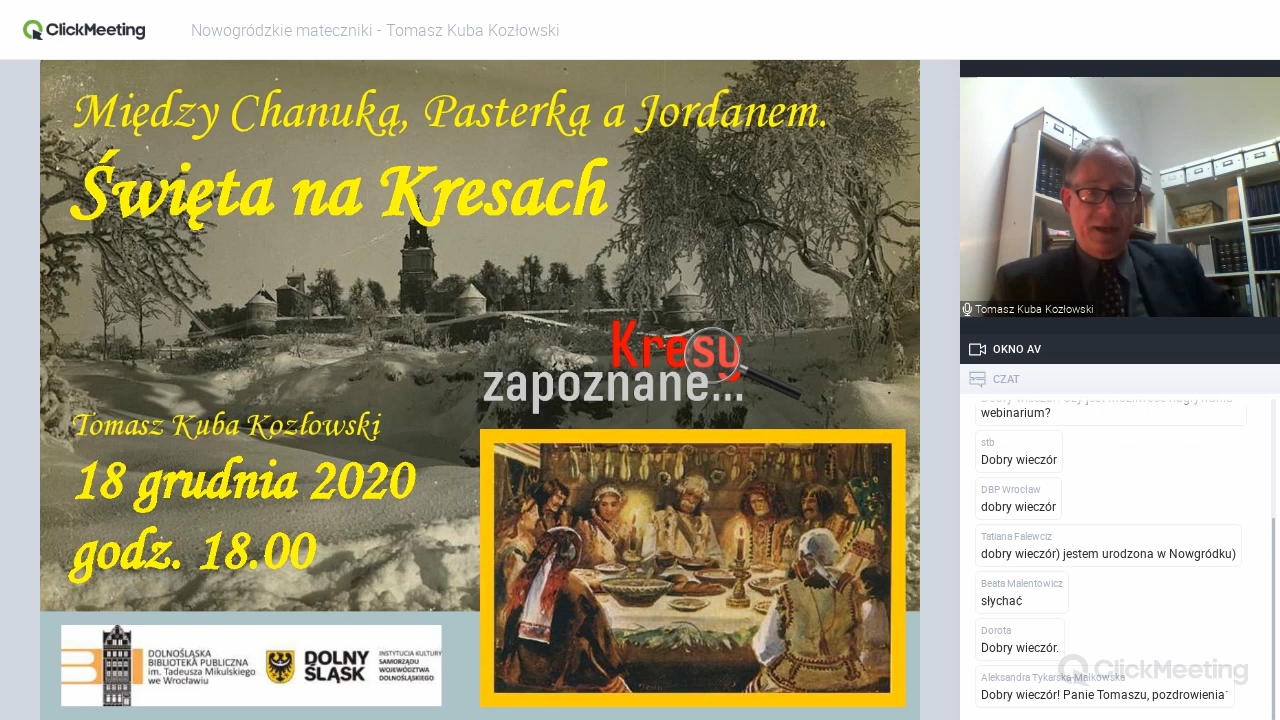 ClickMeeting
Nowogródzkie mateczniki - Tomasz Kuba Kozłowski
Między Chanuką, Pasterką a Jordanem.
Święta na Kresach
Kresy
zapoznane...
Tomasz Kuba Kozłowski
18 grudnia 2020
godz. 18.00
DOLNOŚLĄSKA
BIBLIOTEKA PUBLICZNA
im. Tadeusza Mikulskiego
we Wrocławiu
DOLNY
ŚLĄSK
INSTYTUCJA KULTURY
SAMORZĄDU
WOJEWÓDZTWA
DOLNOŚLĄSKIEGO
Tomasz Kuba Kozłowski
OKNO AV
CZAT
webinarium?
stb
Dobry wieczór
DBP Wrocław
dobry wieczór
Tatiana Falewciz
dobry wieczór) jestem urodzona w Nowgródku)
Beata Malentowicz
słychać
Dorota
Dobry wieczór.
Aleksandra Tykarska-Małkowska
Dobry wieczór! Panie Tomaszu, pozdrowienia
ClickMeeting